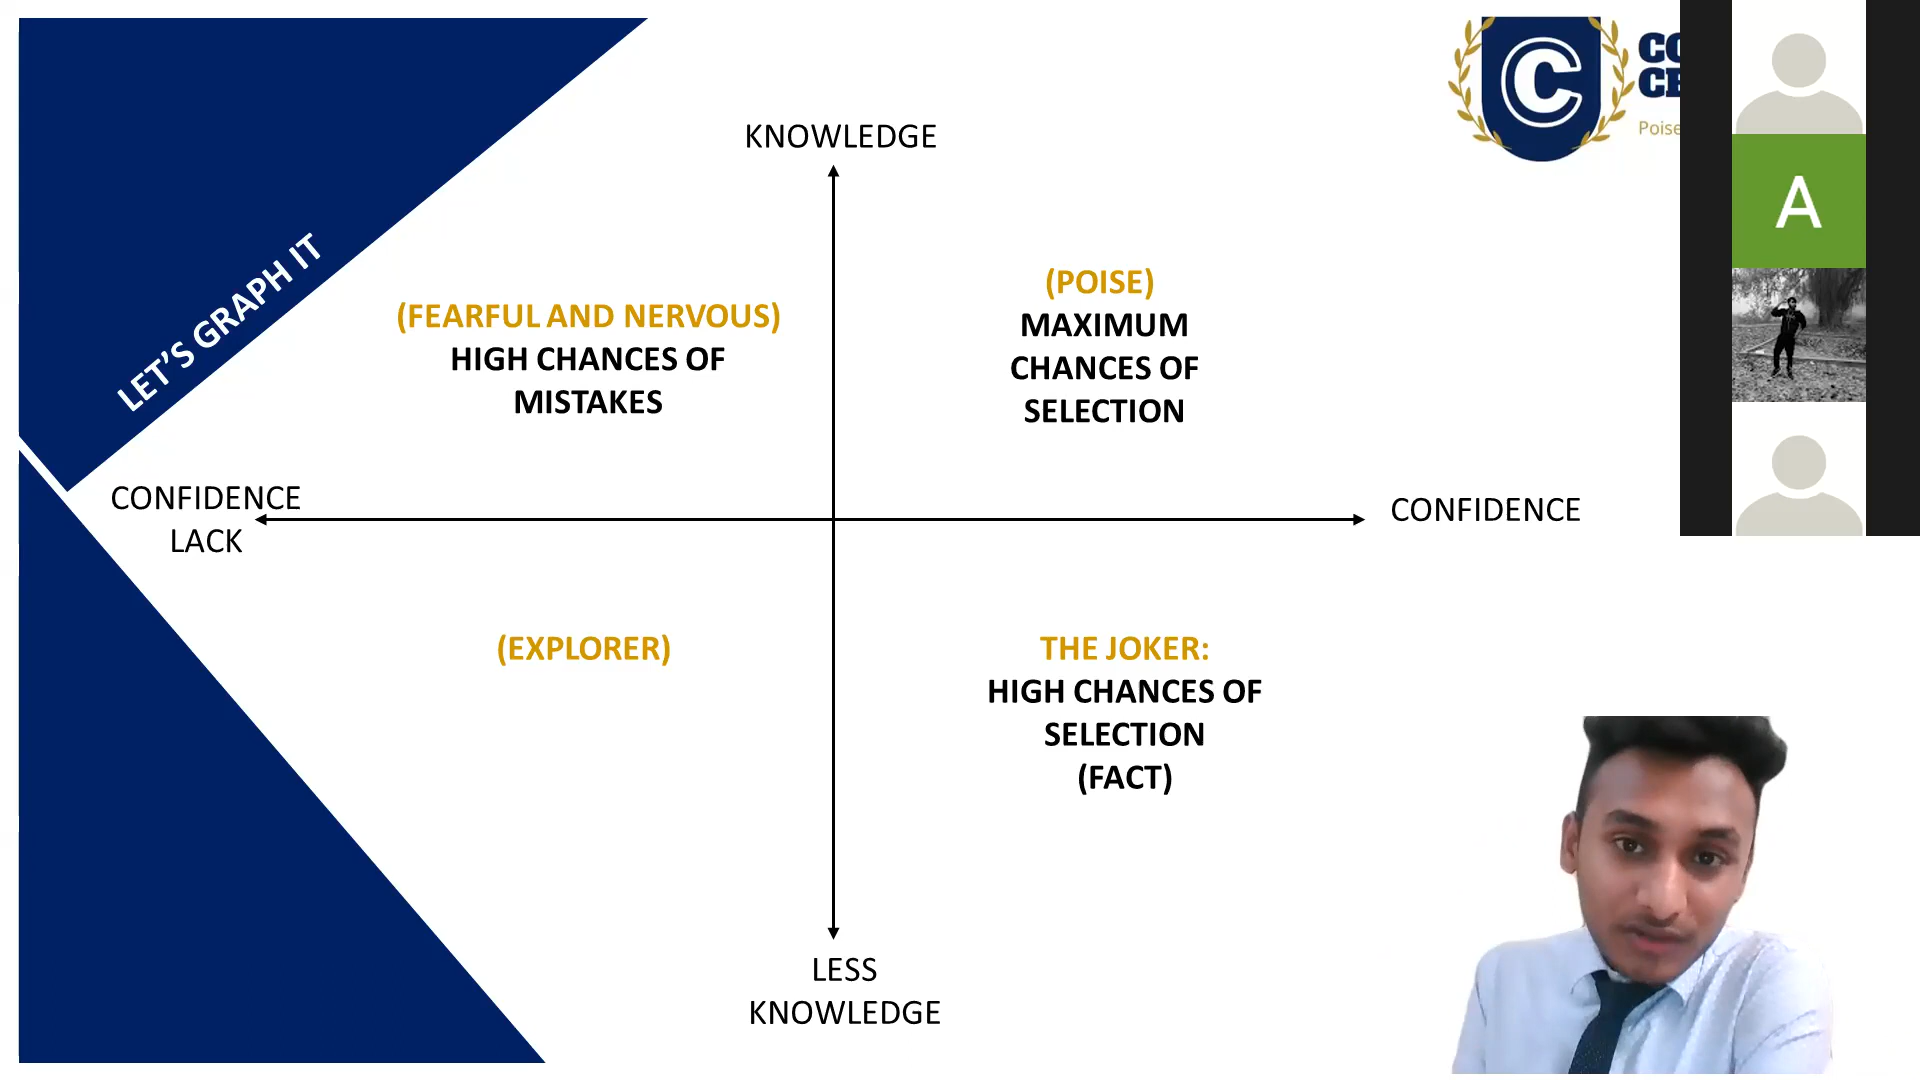 C
Poise
A
KNOWLEDGE
LET'S GRAPH IT
(FEARFUL AND NERVOUS)
HIGH CHANCES OF
MISTAKES
(POISE)
MAXIMUM
CHANCES OF
SELECTION
CONFIDENCE
LACK
CONFIDENCE
(EXPLORER)
THE JOKER:
HIGH CHANCES OF
SELECTION
(FACT)
LESS
KNOWLEDGE